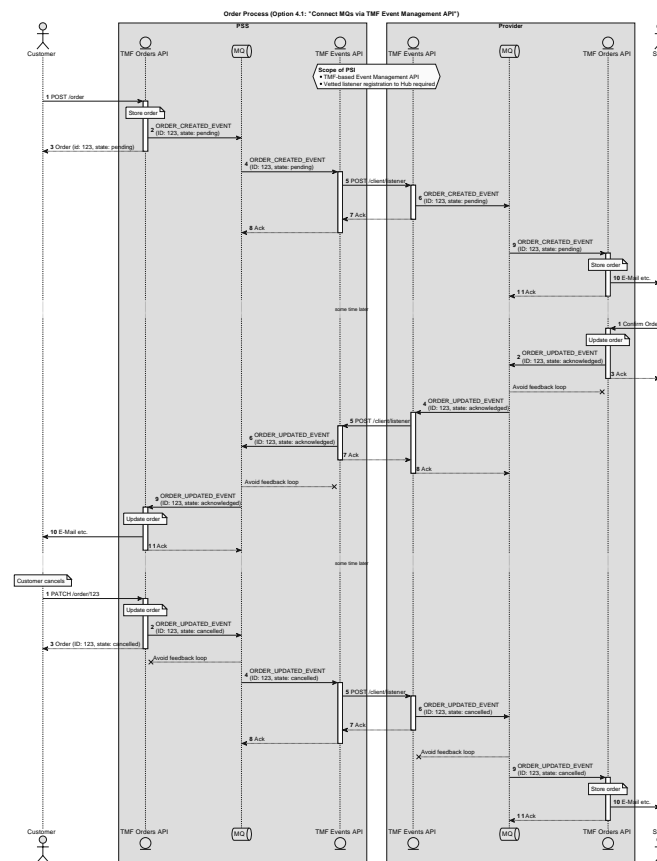 Order Process (Option 4.1: "Connect MQs via TMF Event Management API")
PSS
Provider
Customer
TMF Orders API
MQ
TMF Events API
TMF Events API
MQ
TMF Orders API
S
Scope of PSI
• TMF-based Event Management API
• Vetted listener registration to Hub required
1 POST /order
Store order
2 ORDER_CREATED_EVENT
(ID: 123, state: pending)
3 Order (id: 123, state: pending)
4 ORDER_CREATED_EVENT
(ID: 123, state: pending)
5 POST /client/listener
6 ORDER_CREATED_EVENT
(ID: 123, state: pending)
7 Ack
8 Ack
9 ORDER_CREATED_EVENT
(ID: 123, state: pending)
Store order
10 E-Mail etc.
11 Ack
some time later
1 Confirm Orde
Update order
2 ORDER_UPDATED_EVENT
(ID: 123, state: acknowledged)
3 Ack
Avoid feedback loop
4 ORDER_UPDATED_EVENT
(ID: 123, state: acknowledged)
5 POST /client/listener
6 ORDER_UPDATED_EVENT
(ID: 123, state: acknowledged)
7 Ack
8 Ack
Avoid feedback loop
9 ORDER_UPDATED_EVENT
(ID: 123, state: acknowledged)
Update order
10 E-Mail etc.
11 Ack
some time later
Customer cancels
1 PATCH /order/123
Update order
2 ORDER_UPDATED_EVENT
(ID: 123, state: cancelled)
3 Order (ID: 123, state: cancelled)
Avoid feedback loop
4 ORDER_UPDATED_EVENT
(ID: 123, state: cancelled)
5 POST /client/listener
6 ORDER_UPDATED_EVENT
(ID: 123, state: cancelled)
7 Ack
8 Ack
Avoid feedback loop
9 ORDER_UPDATED_EVENT
(ID: 123, state: cancelled)
Store order
10 E-Mail etc.
11 Ack
Customer
TMF Orders API
MQ
TMF Events API
TMF Events API
MQ
TMF Orders API
S